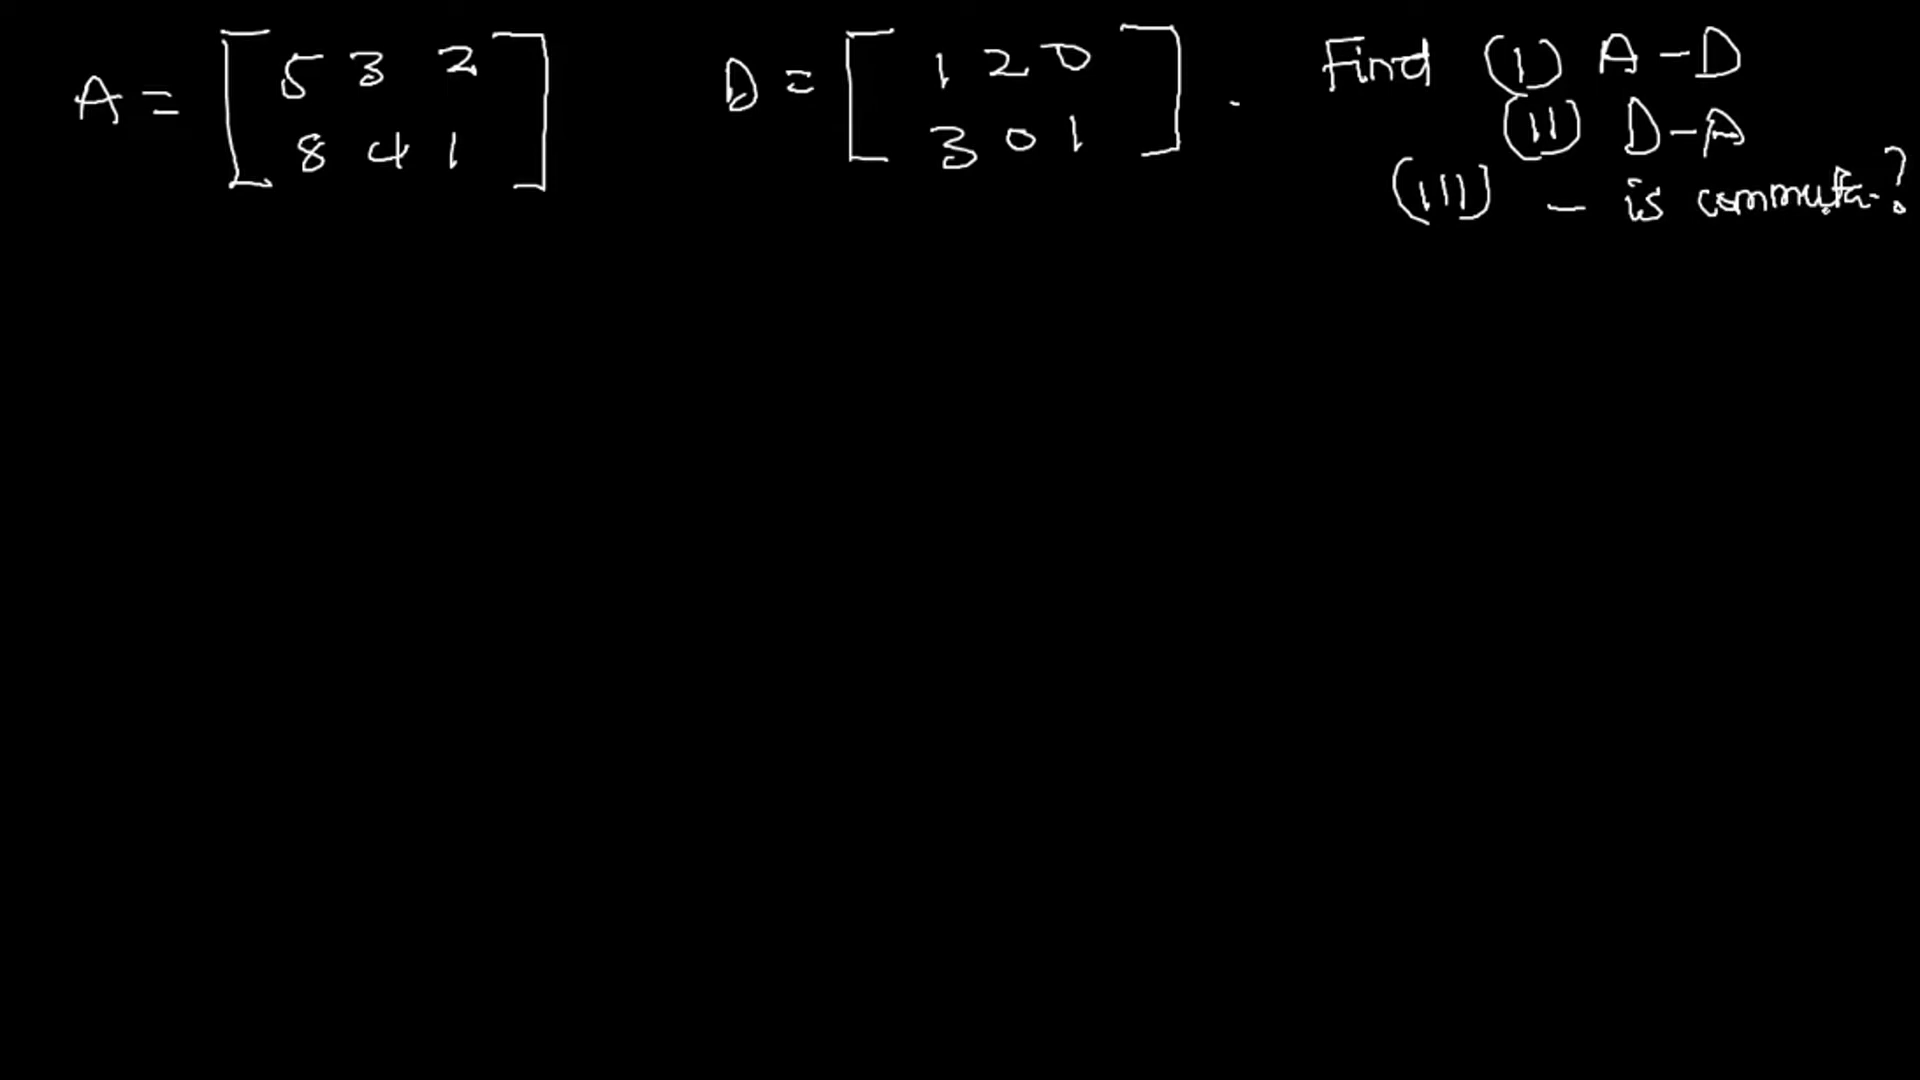 A = [5 3 2      D = [1 2 0 . Find (I) A - D
8 4 1]      3 0 1]      (II) D - A
(III) - is commuta.?